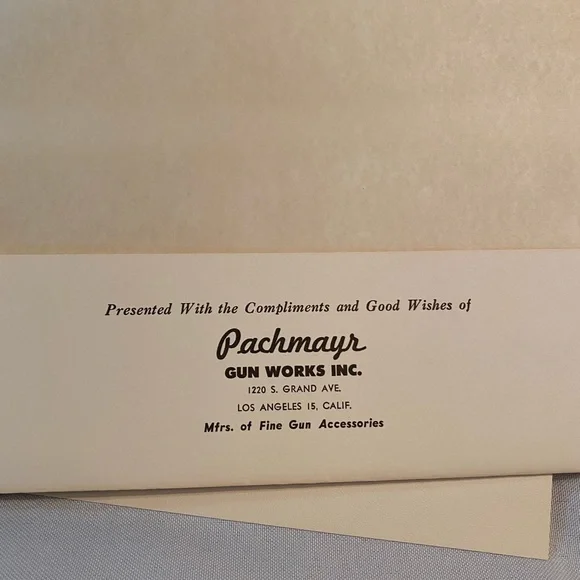 Presented With the Compliments and Good Wishes of
Pachmayr
GUN WORKS INC.
1220 S. GRAND AVE.
LOS ANGELES 15, CALIF.
Mfrs. of Fine Gun Accessories